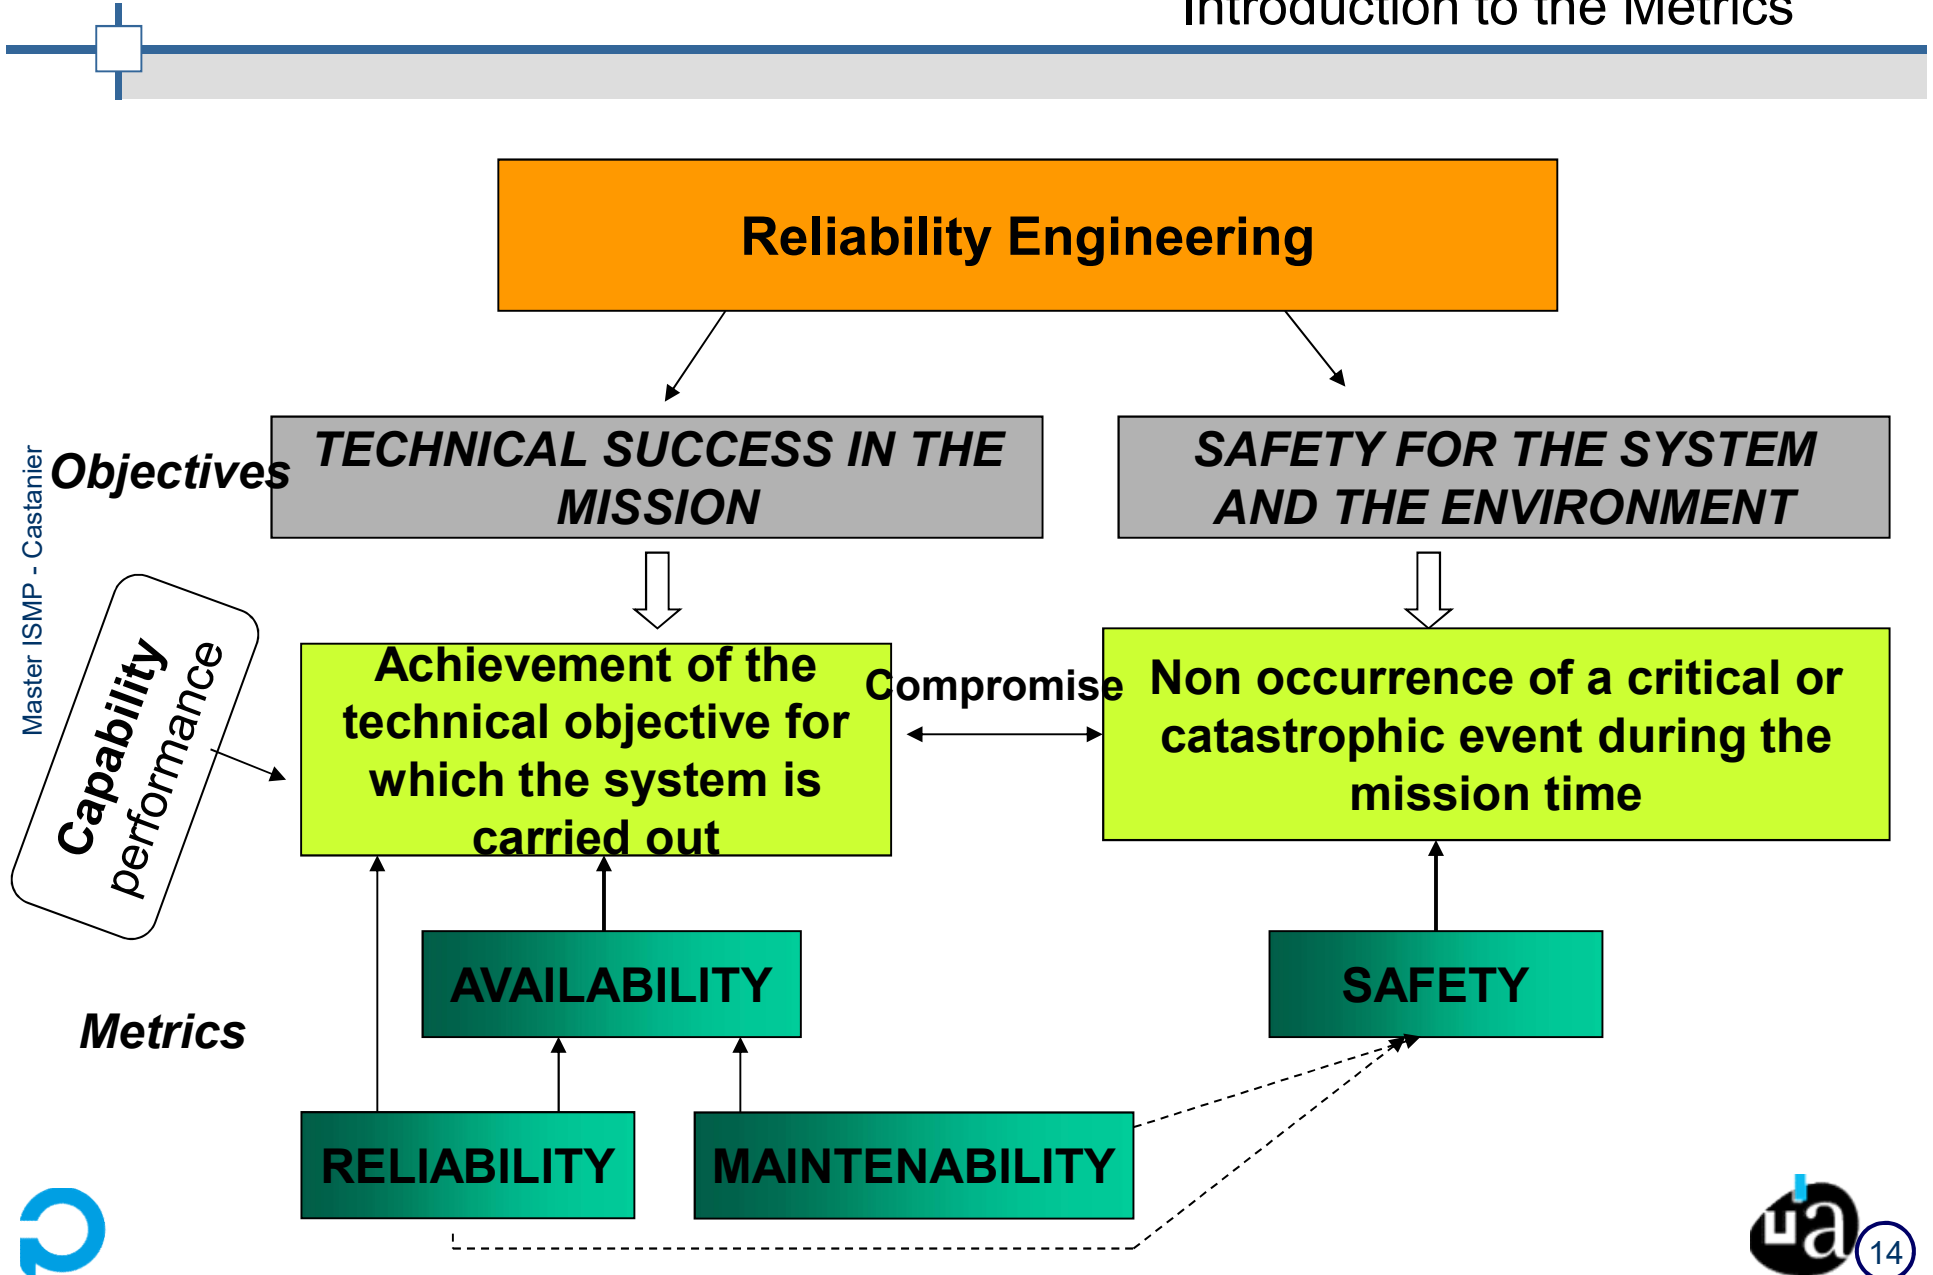 Introduction to the Metrics
Reliability Engineering
Objectives
TECHNICAL SUCCESS IN THE
MISSION
SAFETY FOR THE SYSTEM
AND THE ENVIRONMENT
Master ISMP - Castanier
Capability
performance
Achievement of the
technical objective for
which the system is
carried out
Compromise
Non occurrence of a critical or
catastrophic event during the
mission time
Metrics
AVAILABILITY
SAFETY
RELIABILITY
MAINTENABILITY
ua
14